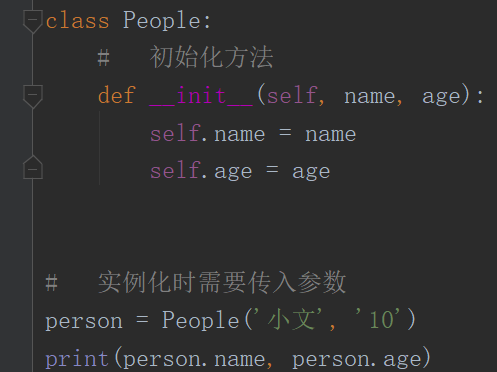 class People:
    #   初始化方法
    def __init__(self, name, age):
        self.name = name
        self.age = age
#   实例化时需要传入参数
person = People('小文', '10')
print(person.name, person.age)